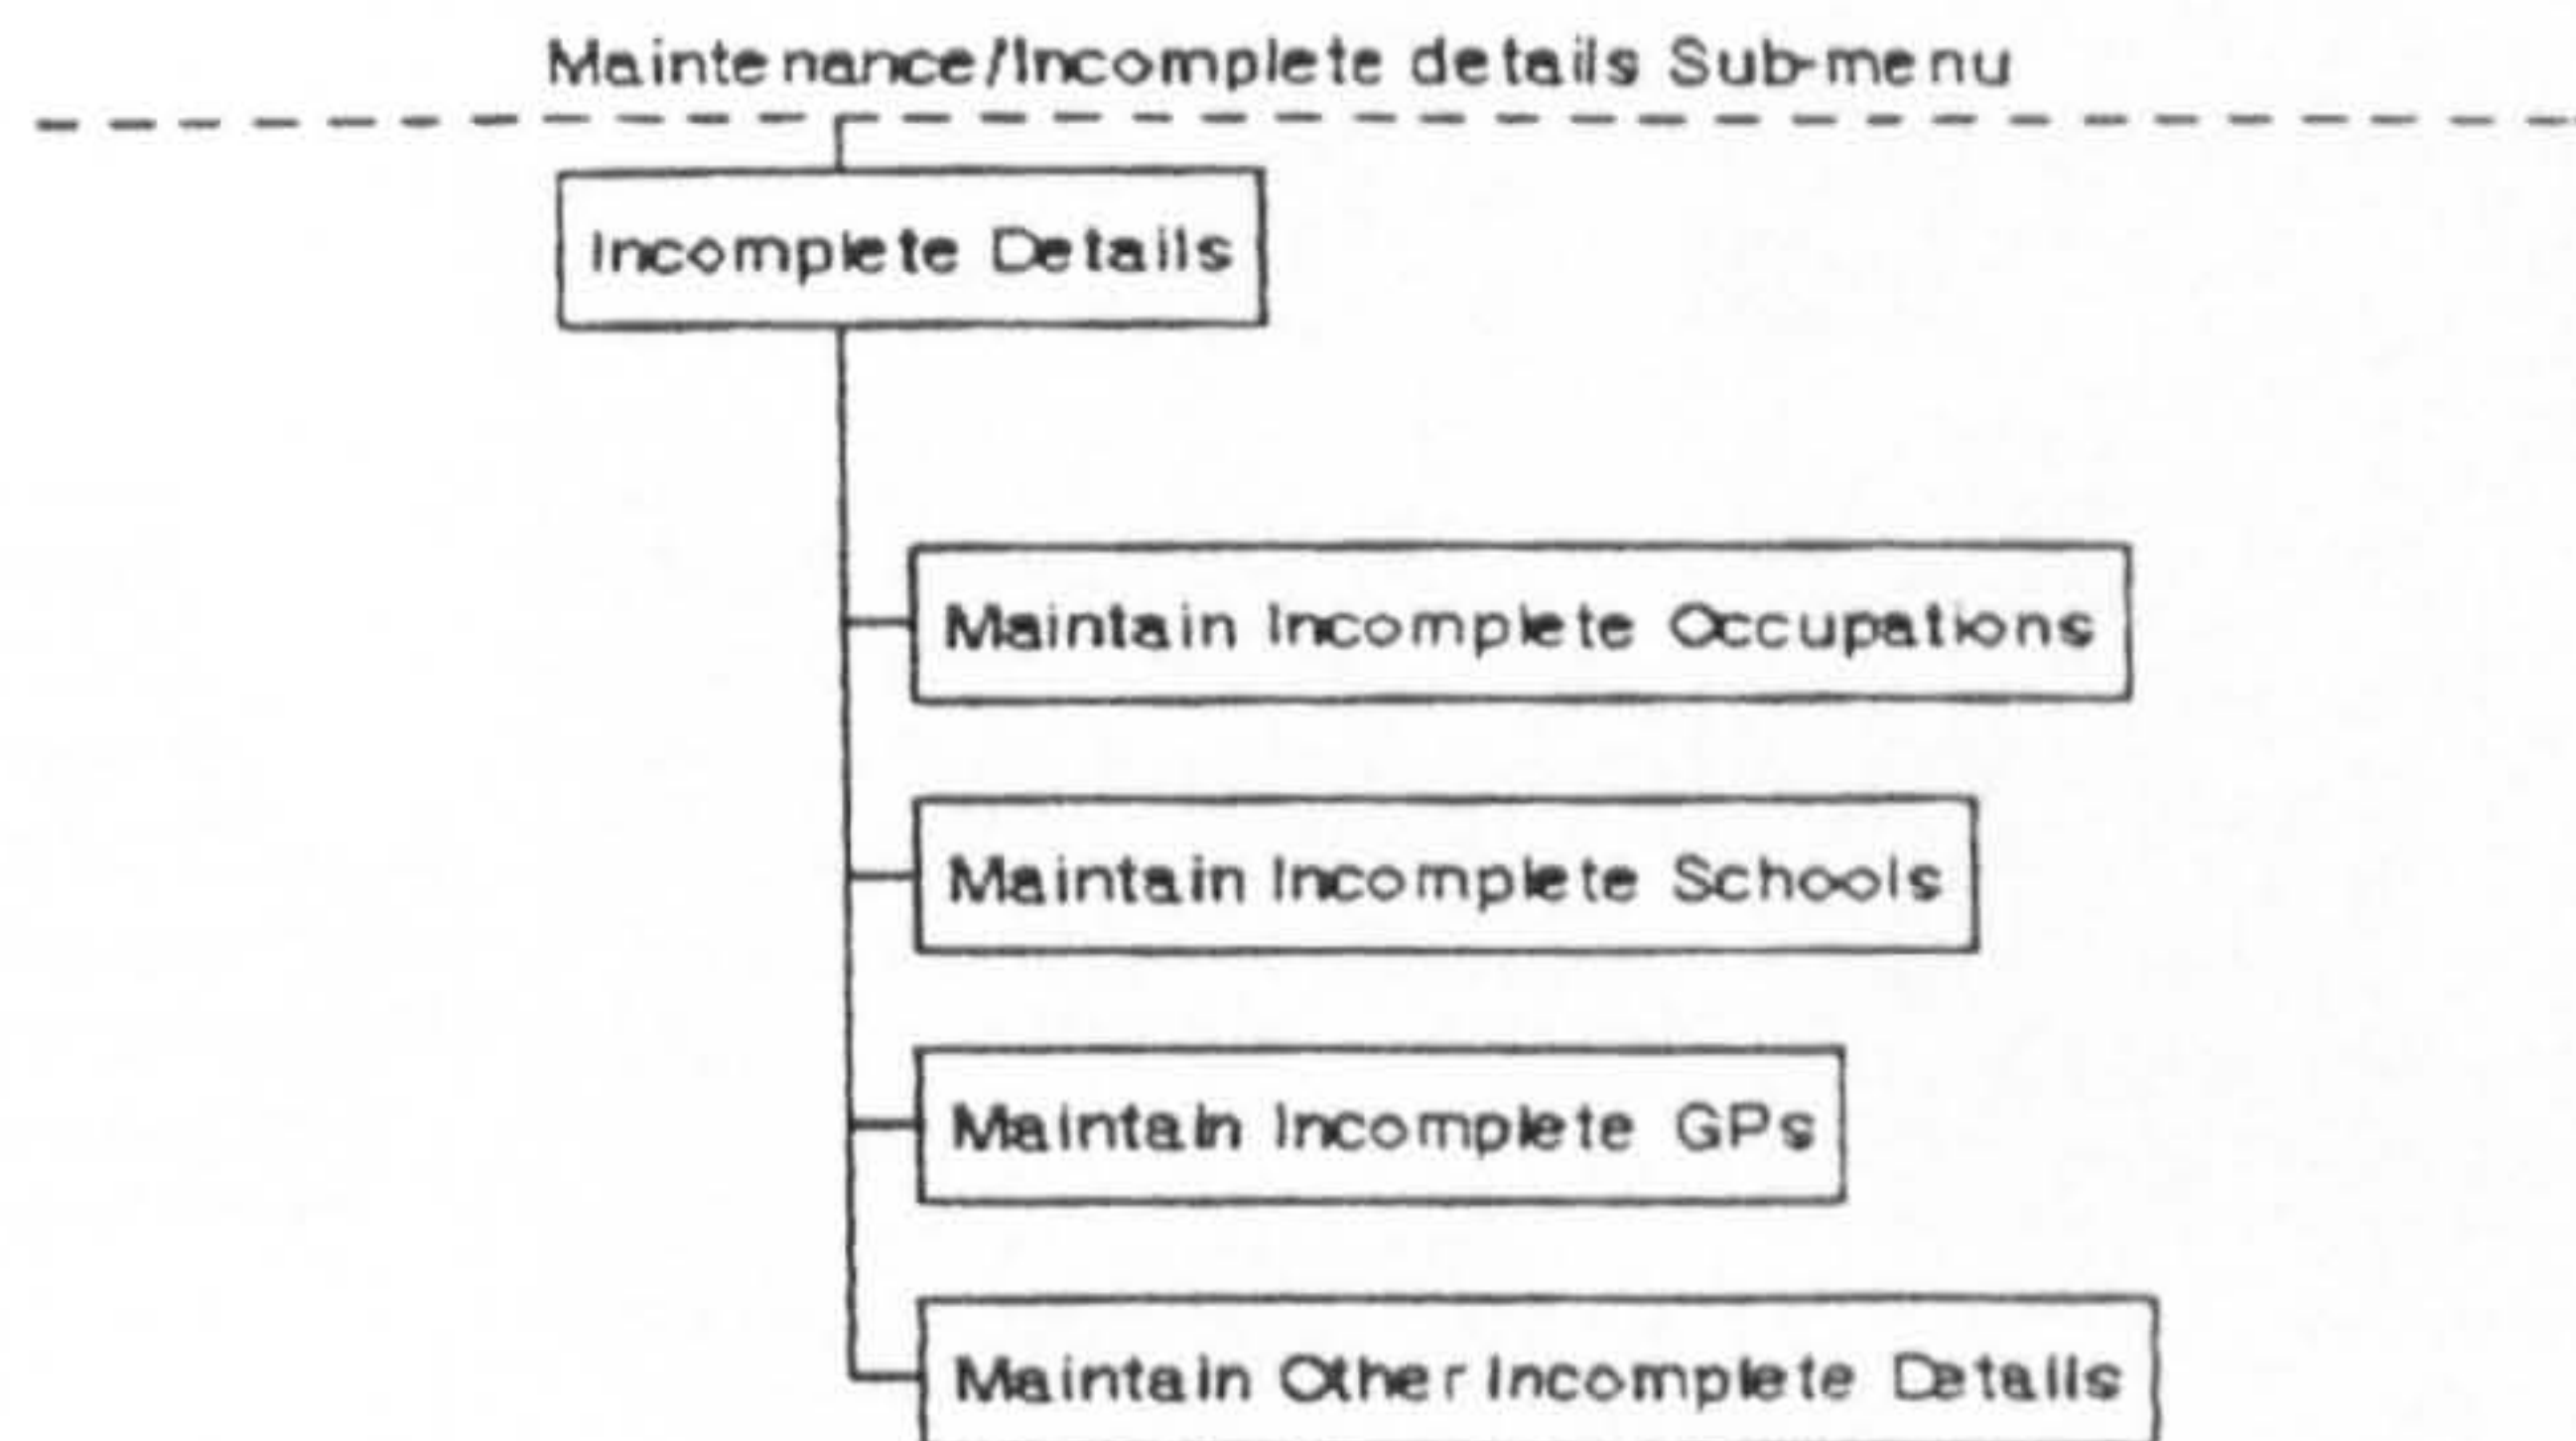 Maintenance/Incomplete details Sub-menu
Incomplete Details
Maintain Incomplete Occupations
Maintain Incomplete Schools
Maintain Incomplete GPs
Maintain Other Incomplete Details